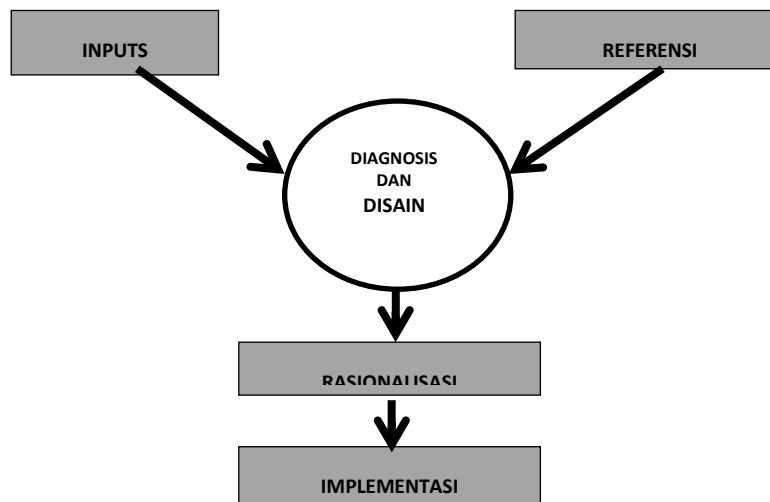 INPUTS
REFERENSI
DIAGNOSIS
DAN
DISAIN
RASIONALISASI
IMPLEMENTASI